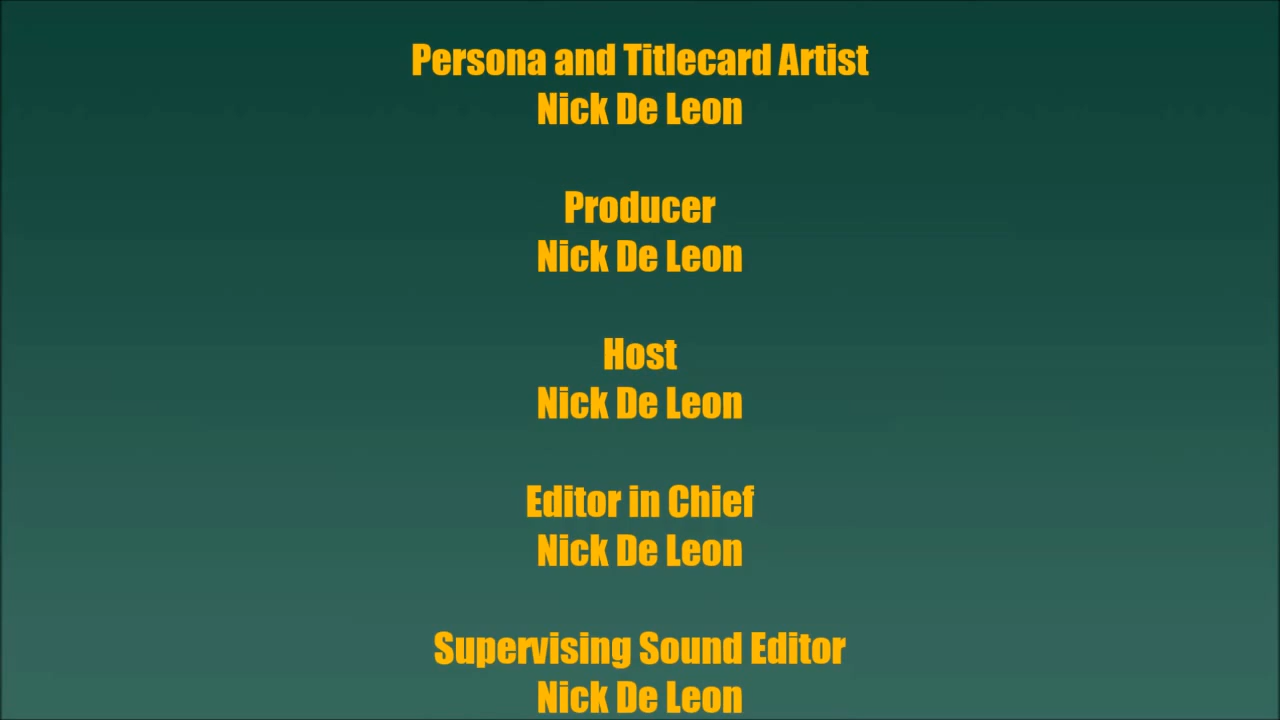 Persona and Titlecard Artist
Nick De Leon
Producer
Nick De Leon
Host
Nick De Leon
Editor in Chief
Nick De Leon
Supervising Sound Editor
Nick De Leon